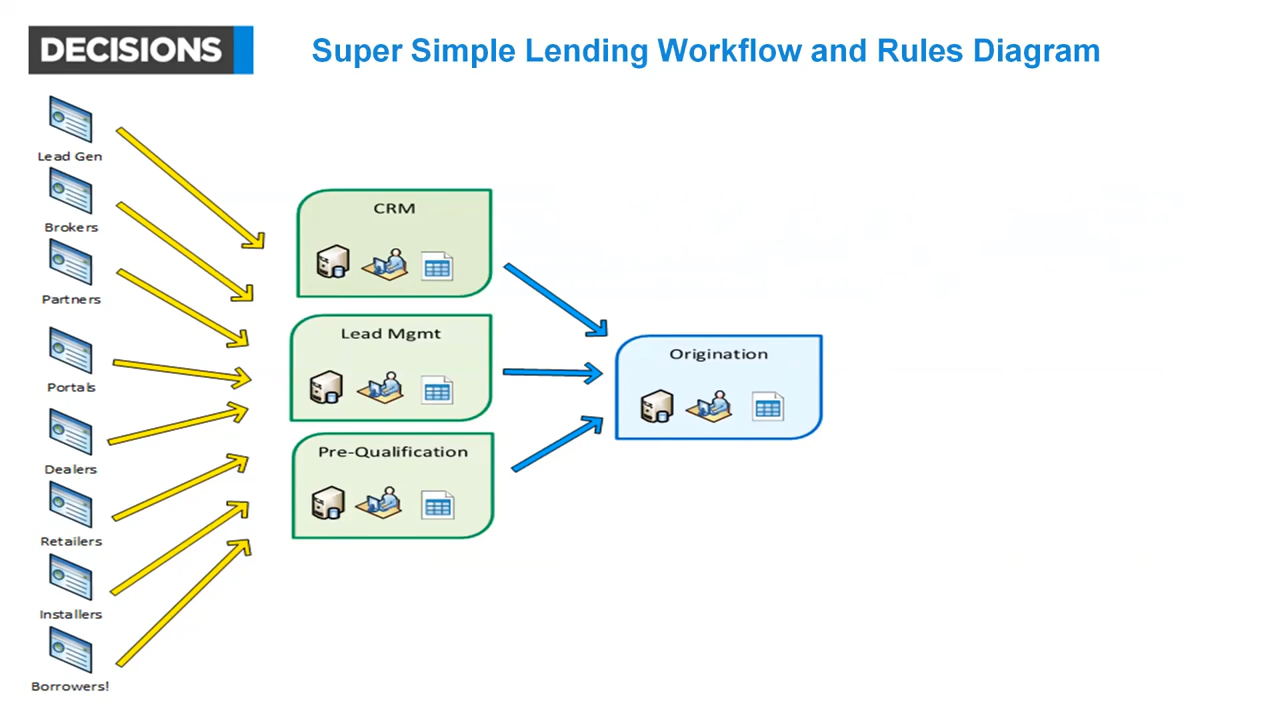 DECISIONS
Super Simple Lending Workflow and Rules Diagram
Lead Gen
Brokers
Partners
Portals
Dealers
Retailers
Installers
Borrowers!
CRM
Lead Mgmt
Pre-Qualification
Origination